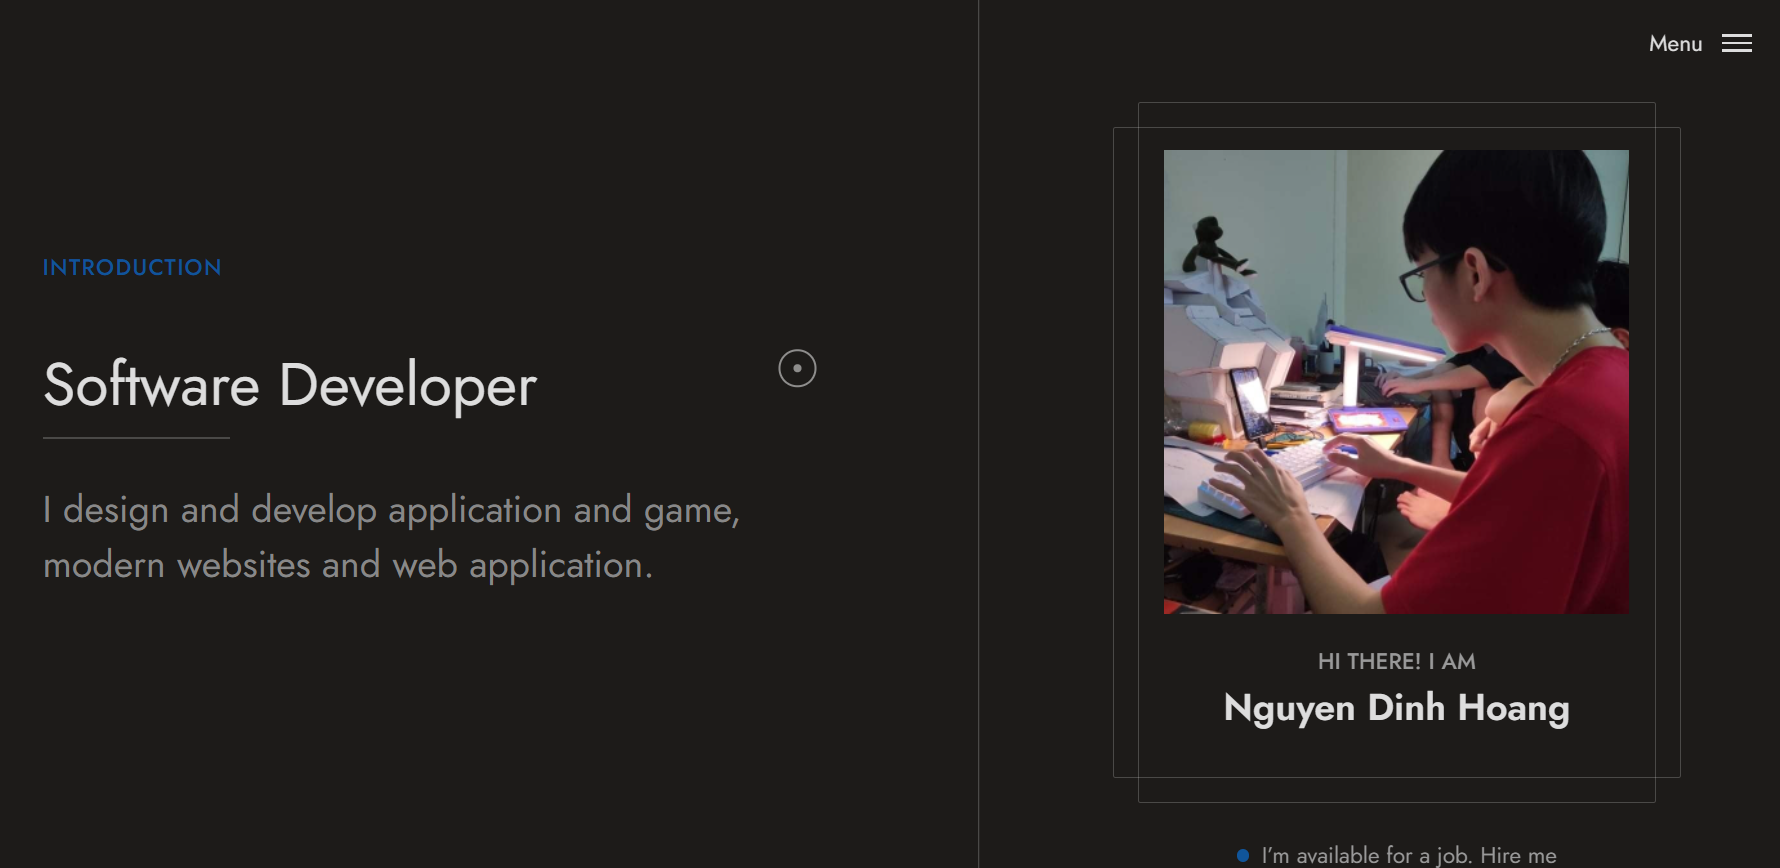 Menu
INTRODUCTION
Software Developer
I design and develop application and game,
modern websites and web application.
HI THERE! I AM
Nguyen Dinh Hoang
I'm available for a job. Hire me